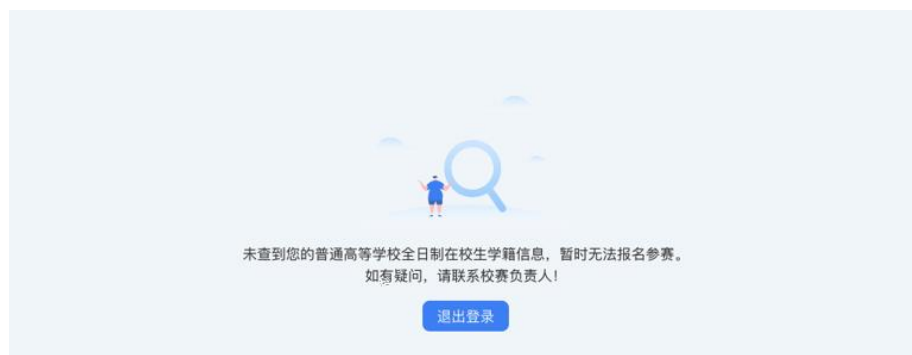 未查到您的普通高等学校全日制在校生学籍信息，暂时无法报名参赛。
如有疑问，请联系校赛负责人！
退出登录